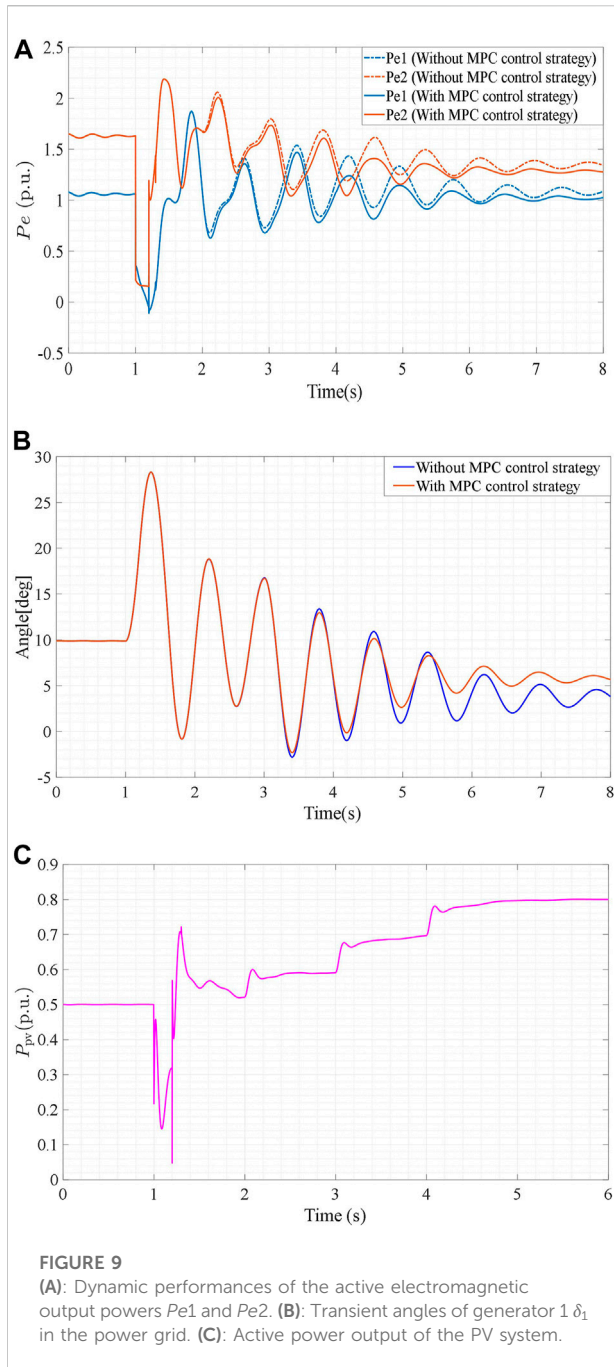 A
Pe1 (Without MPC control strategy)
Pe2 (Without MPC control strategy)
Pe1 (With MPC control strategy)
Pe2 (With MPC control strategy)
2.5
2
1.5
1
0.5
0
-0.5
Pe (p.u.)
0 1 2 3 4 5 6 7 8
Time(s)
B
Without MPC control strategy
With MPC control strategy
30
25
20
15
10
5
0
-5
Angle[deg]
0 1 2 3 4 5 6 7 8
Time(s)
C
0.9
0.8
0.7
0.6
0.5
0.4
0.3
0.2
0.1
0
Ppv(p.u.)
0 1 2 3 4 5 6
Time (s)
FIGURE 9
(A): Dynamic performances of the active electromagnetic
output powers Pe1 and Pe2. (B): Transient angles of generator 1 δ1
in the power grid. (C): Active power output of the PV system.